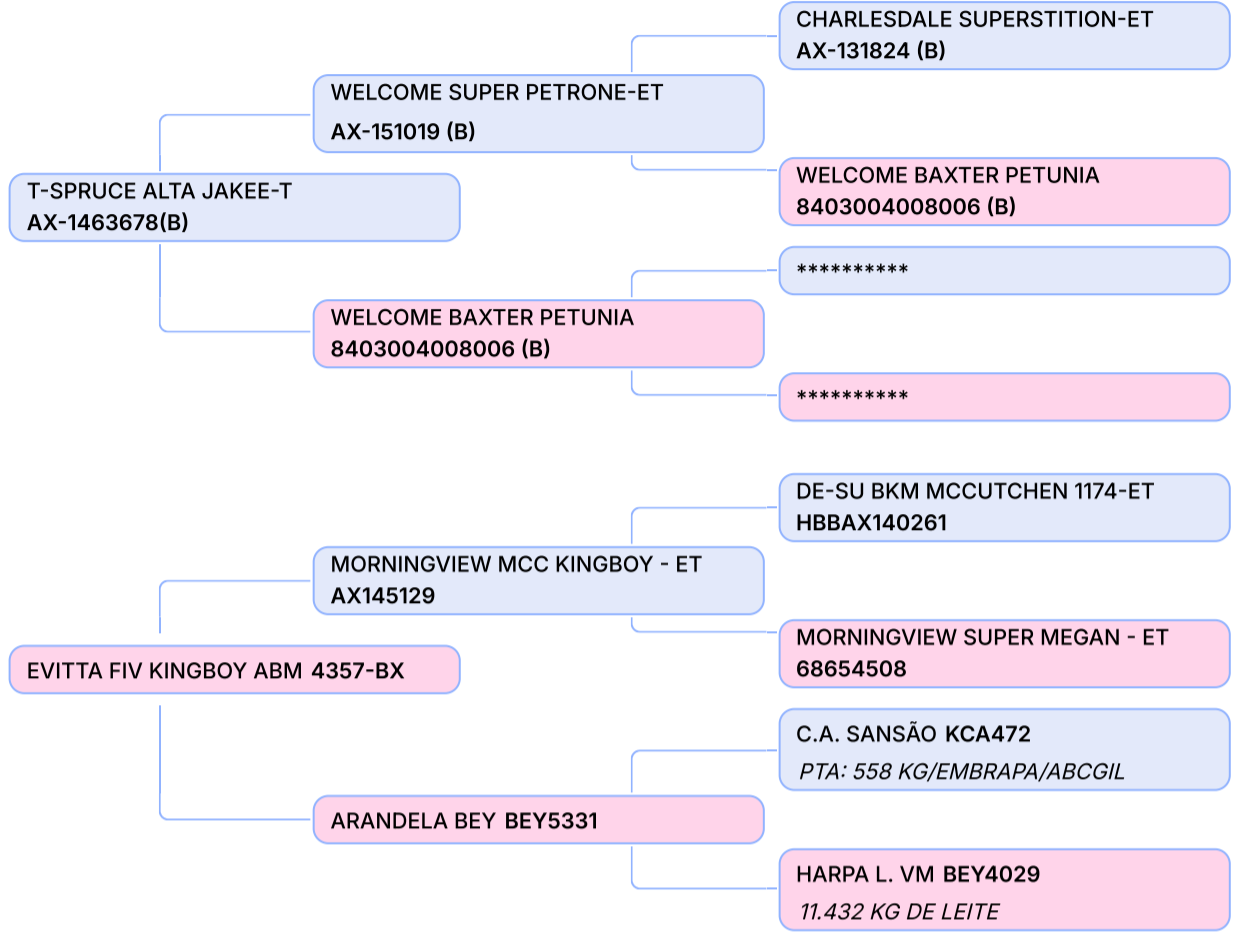 CHARLESDALE SUPERSTITION-ET
AX-131824 (B)
WELCOME SUPER PETRONE-ET
AX-151019 (B)
WELCOME BAXTER PETUNIA
8403004008006 (B)
T-SPRUCE ALTA JAKEE-T
AX-1463678(B)
**********
WELCOME BAXTER PETUNIA
8403004008006 (B)
**********
DE-SU BKM MCCUTCHEN 1174-ET
HBBAX140261
MORNINGVIEW MCC KINGBOY - ET
AX145129
MORNINGVIEW SUPER MEGAN - ET
68654508
EVITTA FIV KINGBOY ABM 4357-BX
C.A. SANSÃO KCA472
PTA: 558 KG/EMBRAPA/ABCGIL
ARANDELA BEY BEY5331
HARPA L. VM BEY4029
11.432 KG DE LEITE